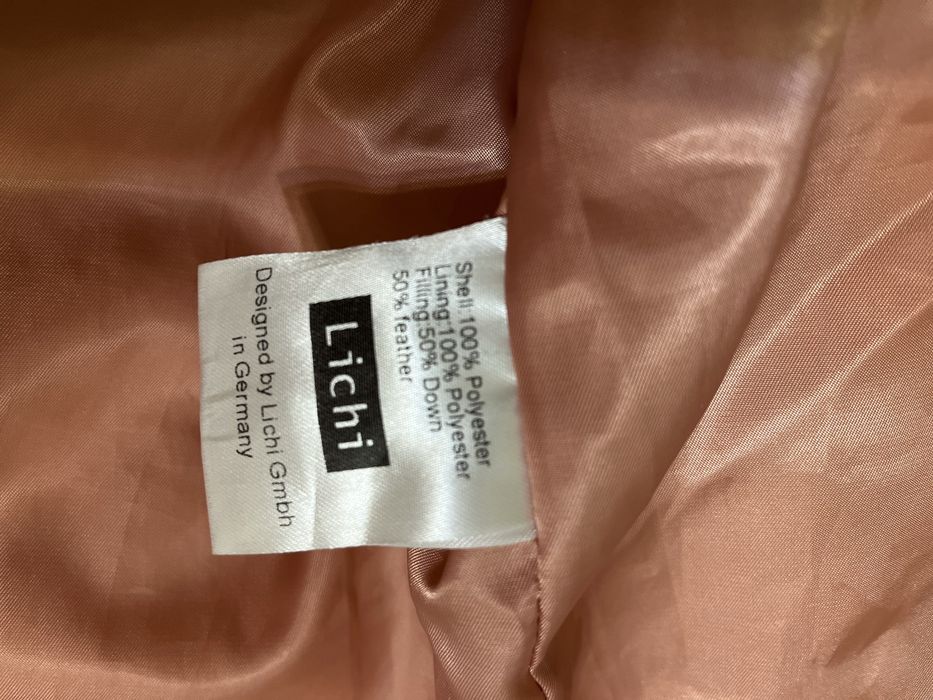 Shell:100% Polyester
Lining:100% Polyester
Filling:50% Down
50% feather
Lichi
Designed by Lichi Gmbh
in Germany